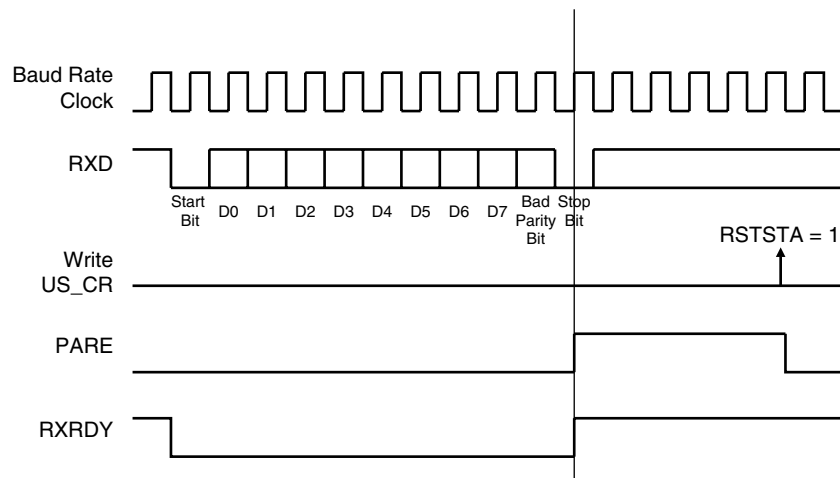 Baud Rate
Clock
RXD
Start
Bit
D0
D1
D2
D3
D4
D5
D6
D7
Bad
Parity
Bit
Stop
Bit
RSTSTA = 1
Write
US_CR
PARE
RXRDY